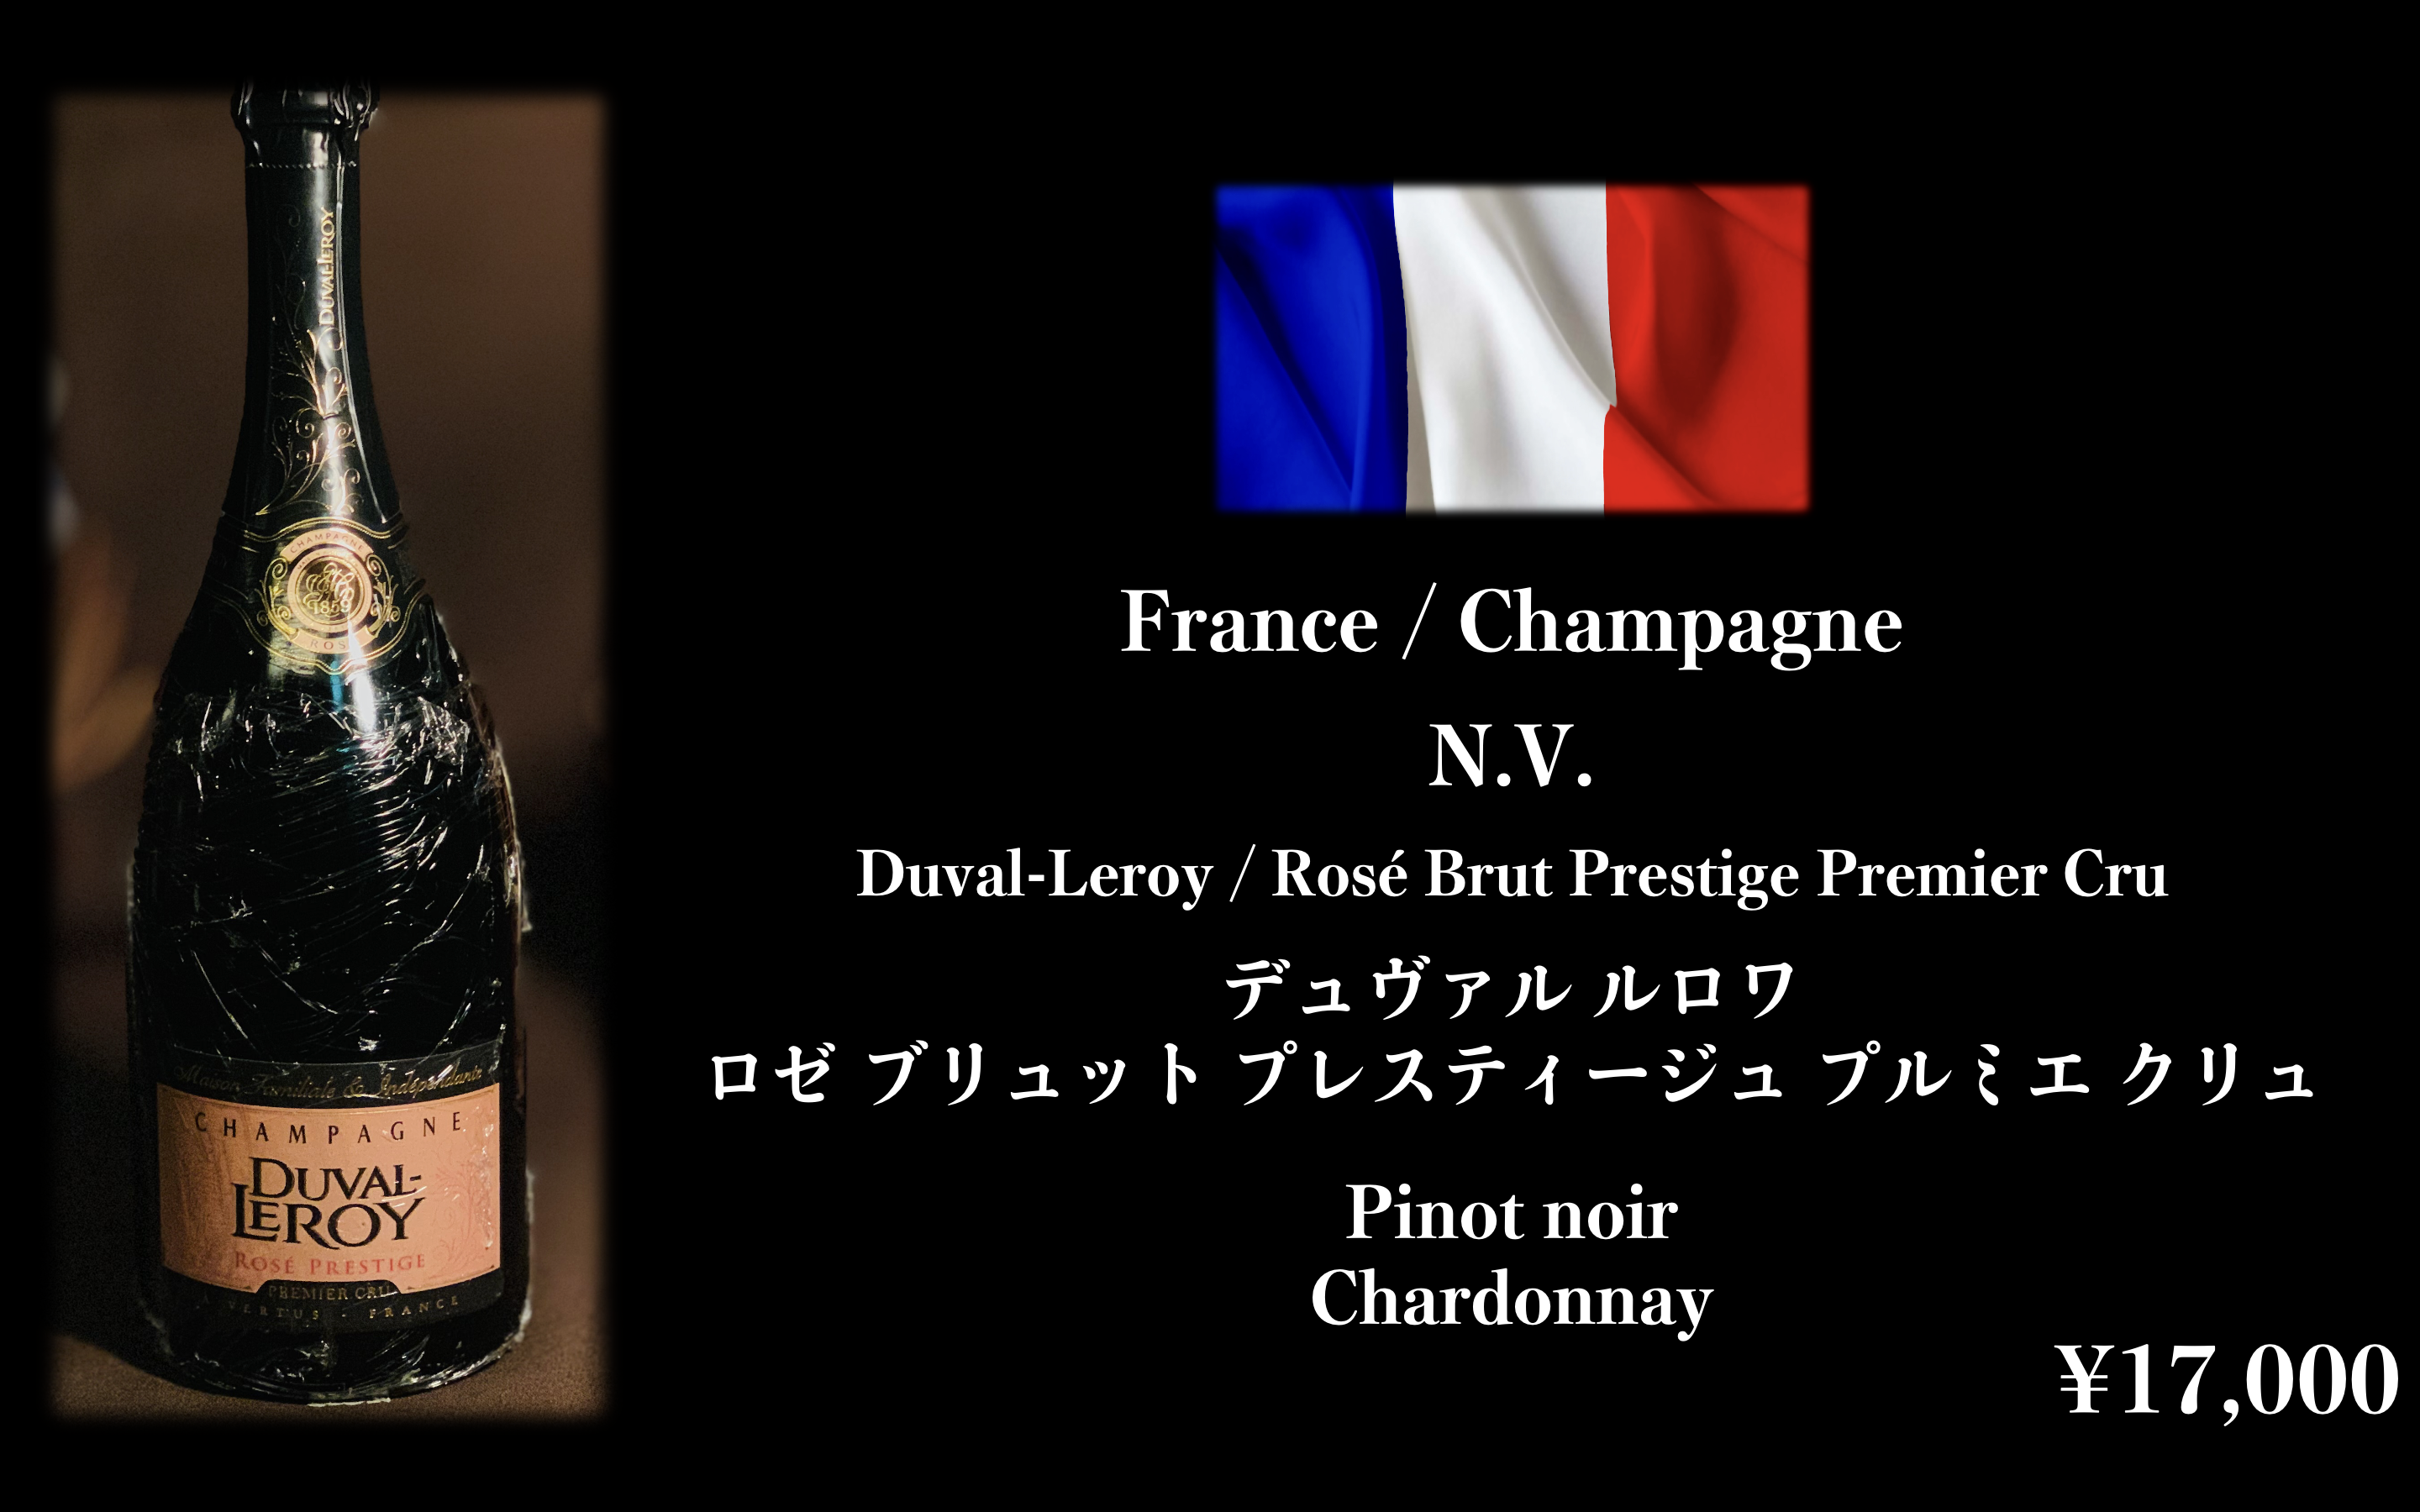 DUVAL-LEROY
CHAMPAGNE
1859
Maison Familiale & Indépendante
CHAMPAGNE
DUVAL-
LEROY
ROSÉ PRESTIGE
PREMIER CRU
VERTUS - FRANCE
France / Champagne
N.V.
Duval-Leroy / Rosé Brut Prestige Premier Cru
デュヴァル ルロワ
ロゼ ブリュット プレスティージュ プルミエ クリュ
Pinot noir
Chardonnay
¥17,000